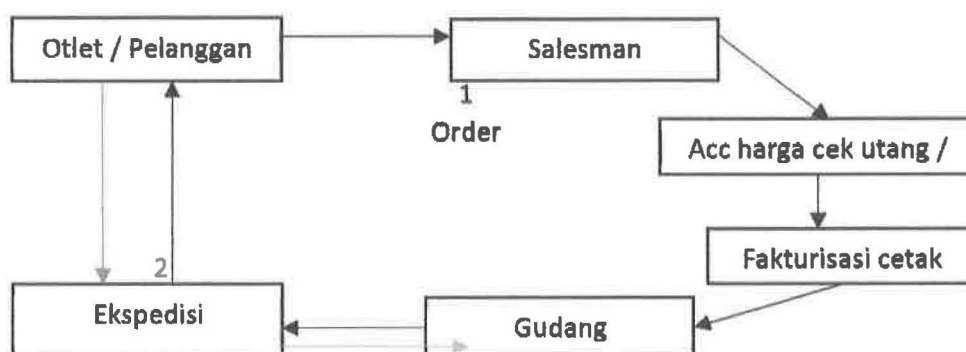 Otlet / Pelanggan
Salesman
1
Order
Acc harga cek utang /
Fakturisasi cetak
2
Ekspedisi
Gudang